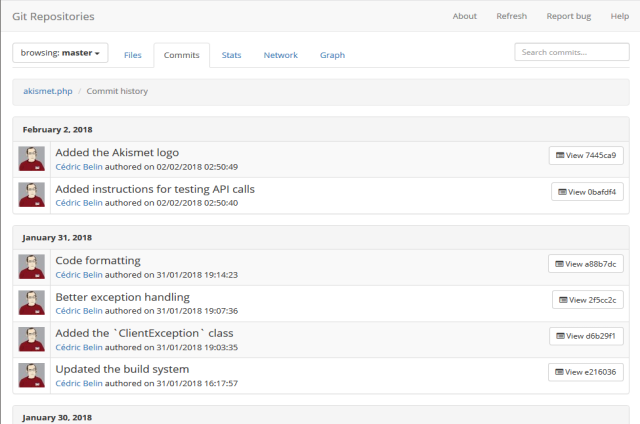 Git Repositories
About
Refresh
Report bug
Help
browsing: master
Files
Commits
Stats
Network
Graph
Search commits...
akismet.php / Commit history
February 2, 2018
Added the Akismet logo
View 7445ca9
Cédric Belin authored on 02/02/2018 02:50:49
Added instructions for testing API calls
View 0bafdf4
Cédric Belin authored on 02/02/2018 02:50:40
January 31, 2018
Code formatting
View a88b7dc
Cédric Belin authored on 31/01/2018 19:14:23
Better exception handling
View 2f5cc2c
Cédric Belin authored on 31/01/2018 19:07:36
Added the `ClientException` class
View d6b29f1
Cédric Belin authored on 31/01/2018 19:03:35
Updated the build system
View e216036
Cédric Belin authored on 31/01/2018 16:17:57
January 30, 2018